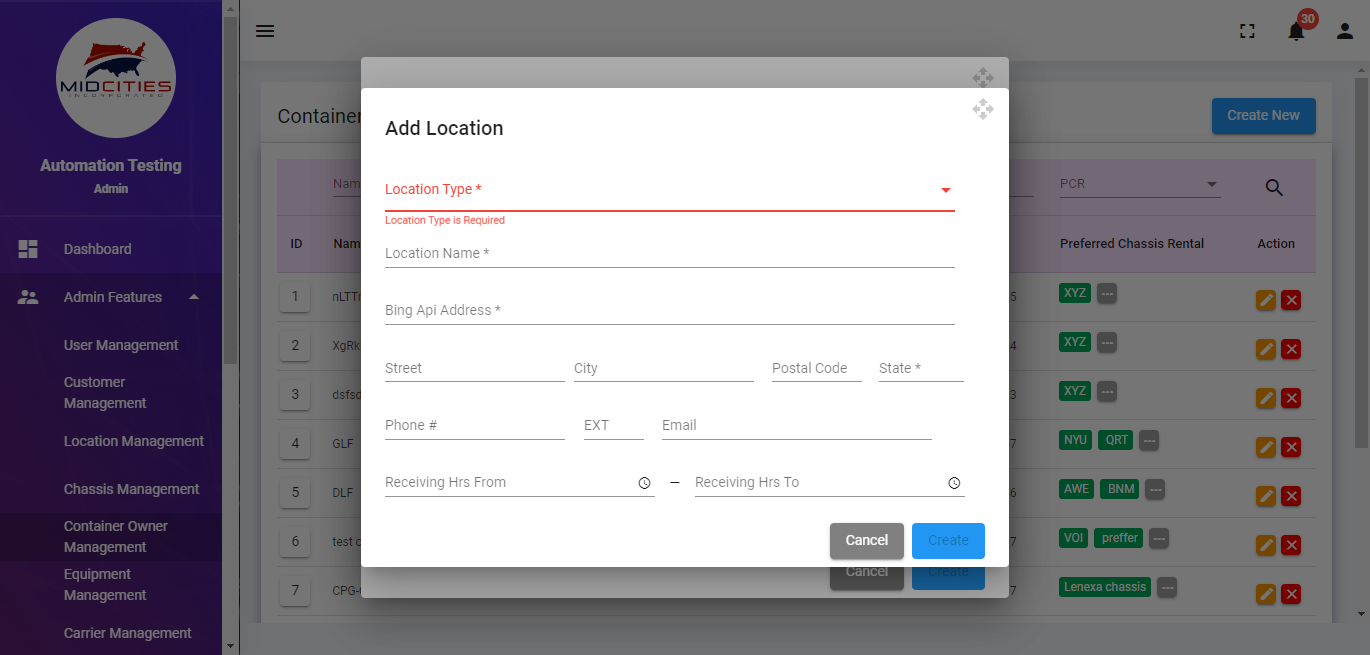 MIDCITIES
INCORPORATED
Automation Testing
Admin
Dashboard
Admin Features
User Management
Customer
Management
Location Management
Chassis Management
Container Owner
Management
Equipment
Management
Carrier Management
30
Container
Create New
Nam
PCR
ID
Nam
Preferred Chassis Rental
Action
1
nLTTr
5
XYZ
---
2
XgRk
4
XYZ
---
3
dsfsd
3
XYZ
---
4
GLF
7
NYU
QRT
---
5
DLF
6
AWE
BNM
---
6
test c
7
VOI
preffer
---
7
CPG-
7
Lenexa chassis
---
Add Location
Location Type *
Location Type is Required
Location Name *
Bing Api Address *
Street
City
Postal Code
State *
Phone #
EXT
Email
Receiving Hrs From
–
Receiving Hrs To
Cancel
Create
Cancel
Create